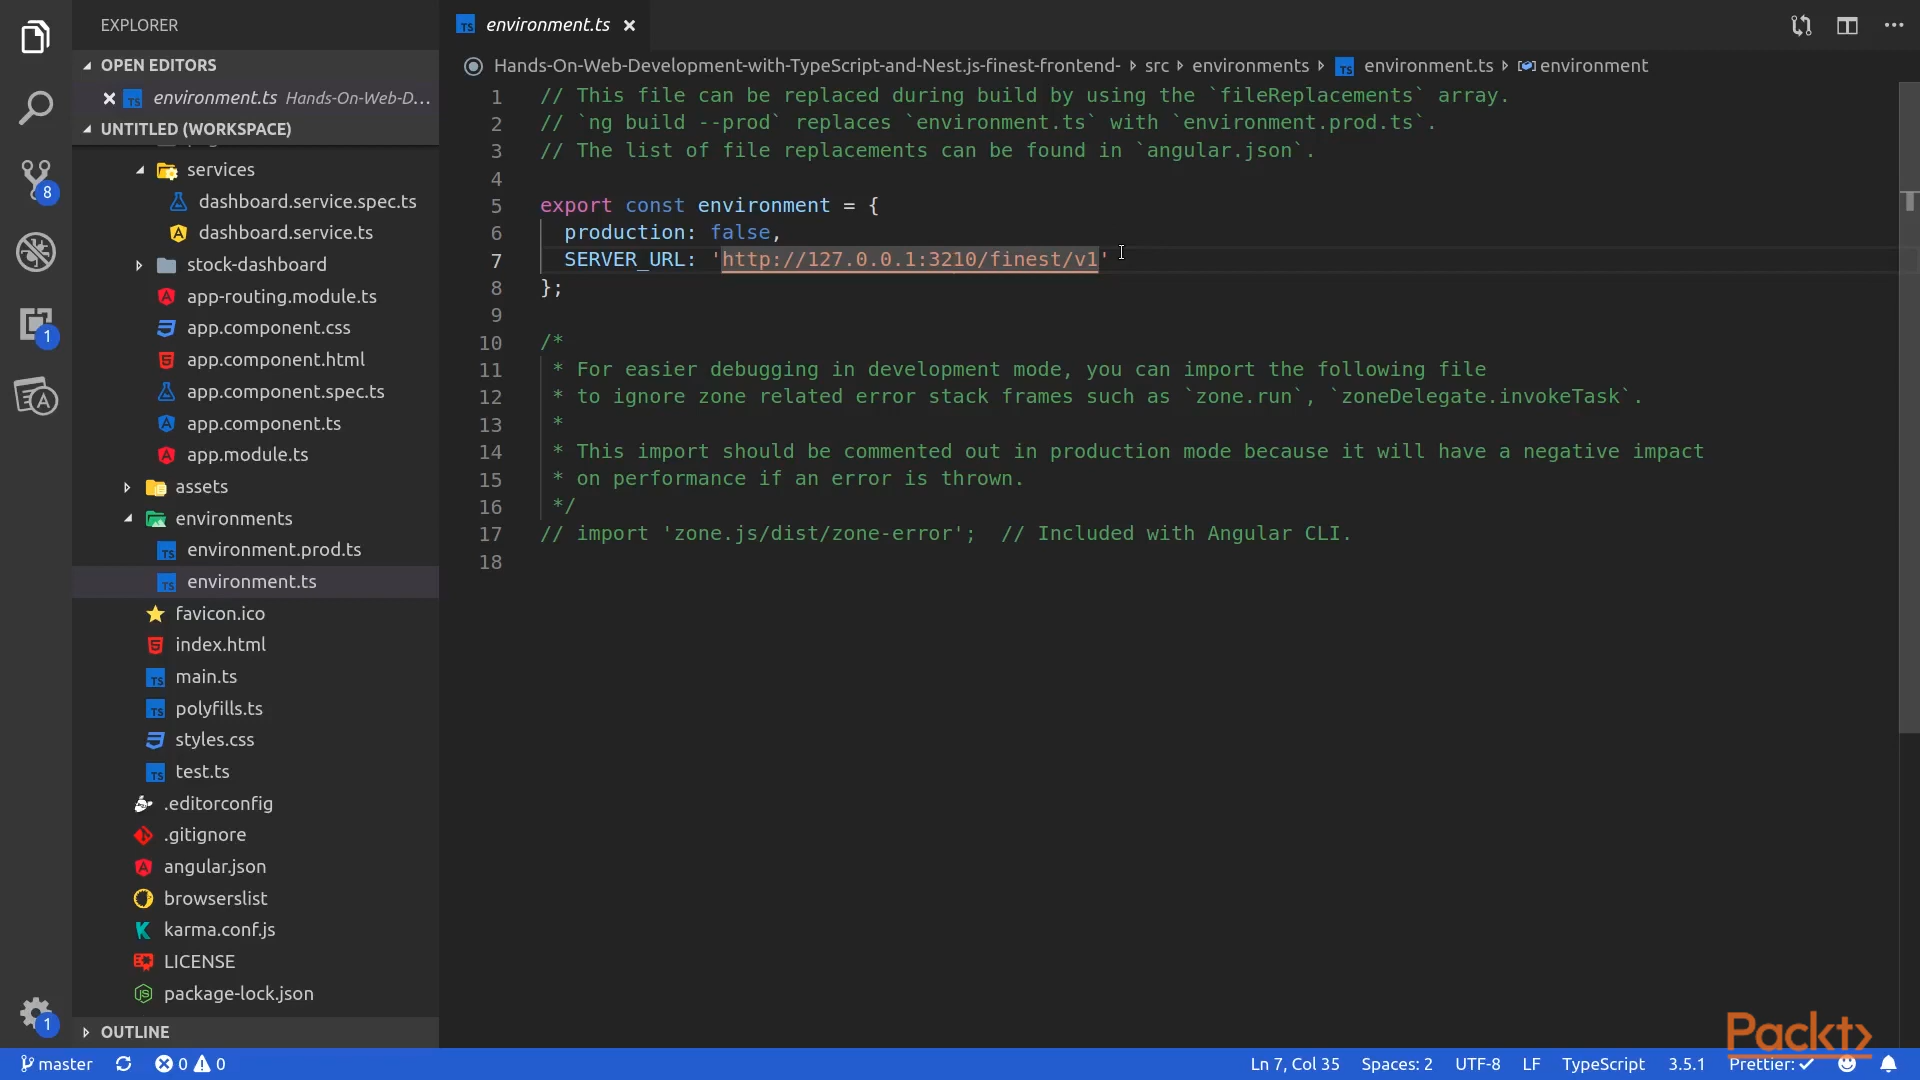 EXPLORER
OPEN EDITORS
environment.ts Hands-On-Web-D...
UNTITLED (WORKSPACE)
services
dashboard.service.spec.ts
dashboard.service.ts
stock-dashboard
app-routing.module.ts
app.component.css
app.component.html
app.component.spec.ts
app.component.ts
app.module.ts
assets
environments
environment.prod.ts
environment.ts
favicon.ico
index.html
main.ts
polyfills.ts
styles.css
test.ts
.editorconfig
.gitignore
angular.json
browserslist
karma.conf.js
LICENSE
package-lock.json
OUTLINE
8
1
1
environment.ts
Hands-On-Web-Development-with-TypeScript-and-Nest.js-finest-frontend- src environments environment.ts environment
1 // This file can be replaced during build by using the `fileReplacements` array.
2 // `ng build --prod` replaces `environment.ts` with `environment.prod.ts`.
3 // The list of file replacements can be found in `angular.json`.
4
5 export const environment = {
6 production: false,
7 SERVER_URL: 'http://127.0.0.1:3210/finest/v1'
8 };
9
10 /*
11 * For easier debugging in development mode, you can import the following file
12 * to ignore zone related error stack frames such as `zone.run`, `zoneDelegate.invokeTask`.
13 *
14 * This import should be commented out in production mode because it will have a negative impact
15 * on performance if an error is thrown.
16 */
17 // import 'zone.js/dist/zone-error';  // Included with Angular CLI.
18
Packt>
master 0 0 Ln 7, Col 35 Spaces: 2 UTF-8 LF TypeScript 3.5.1 Prettier: ✓